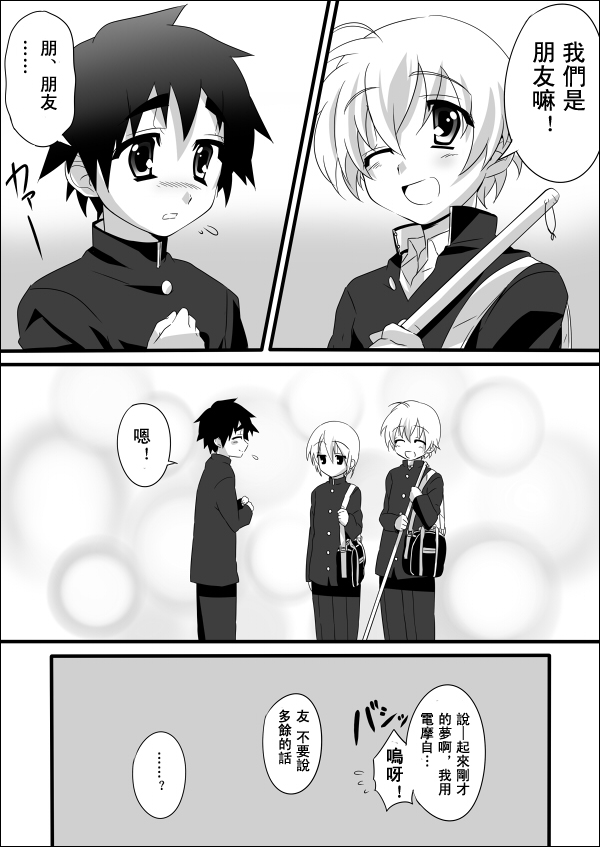 我們是
朋友嘛！
朋、朋友
……
カァー
嗯！
說―起來剛才
的夢啊，我用
電摩自…
バシッ
嗚呀！
友 不要說
多餘的話
……？